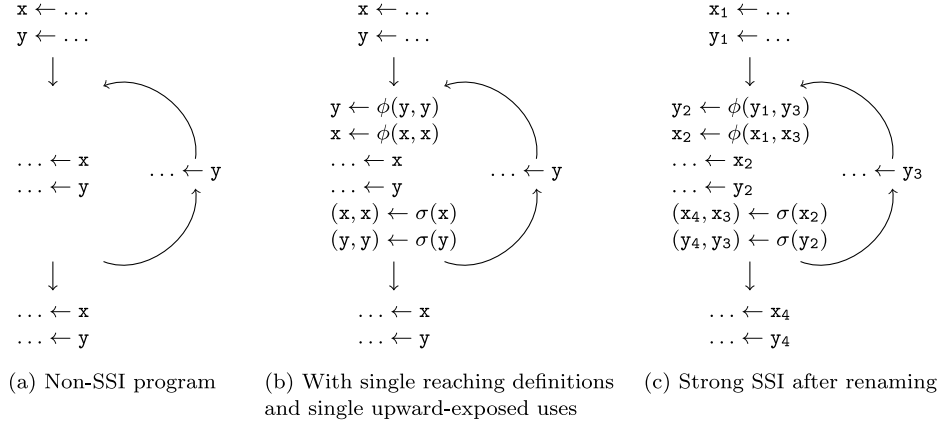 x ← ...
y ← ...
... ← x
... ← y
... ← y
... ← x
... ← y
(a) Non-SSI program
x ← ...
y ← ...
y ← ϕ(y, y)
x ← ϕ(x, x)
... ← x
... ← y
... ← y
(x, x) ← σ(x)
(y, y) ← σ(y)
... ← x
... ← y
(b) With single reaching definitions
and single upward-exposed uses
x₁ ← ...
y₁ ← ...
y₂ ← ϕ(y₁, y₃)
x₂ ← ϕ(x₁, x₃)
... ← x₂
... ← y₃
... ← y₂
(x₄, x₃) ← σ(x₂)
(y₄, y₃) ← σ(y₂)
... ← x₄
... ← y₄
(c) Strong SSI after renaming